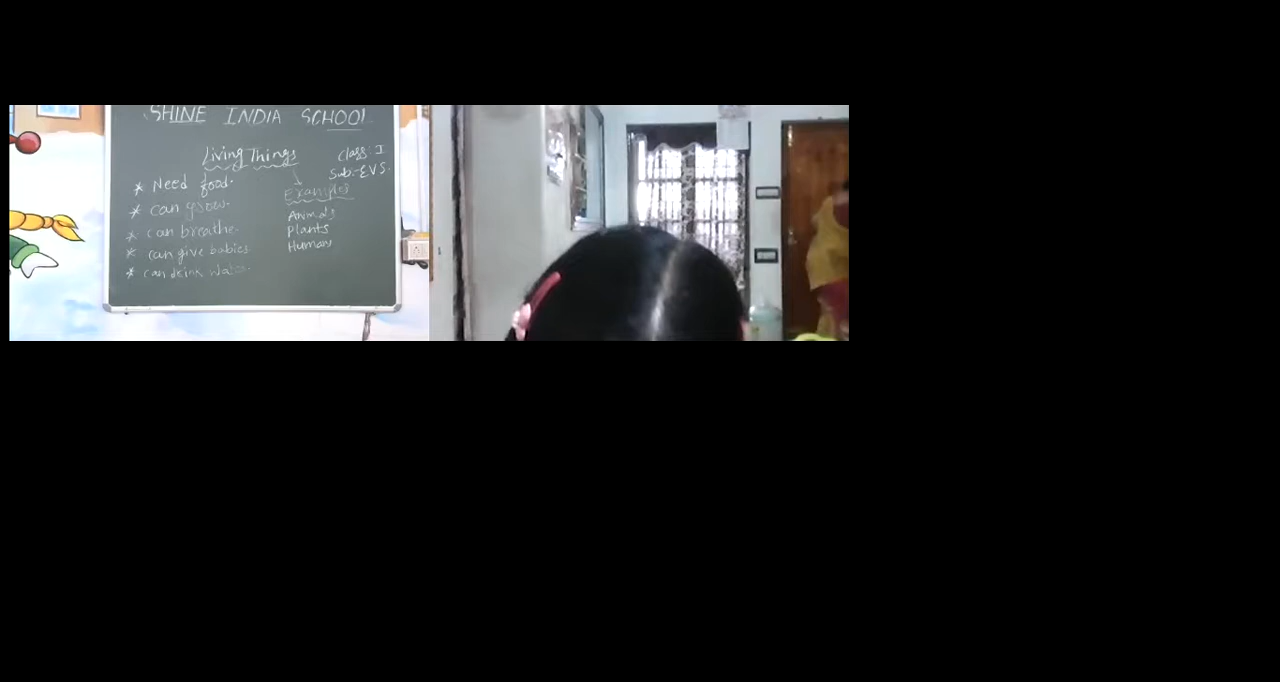 SHINE INDIA SCHOOL
Living Things
Class: I
Sub:- EVS.
* Need food.
* can grow.
* can breathe.
* can give babies
* can drink water.
Examples
Animals
Plants
Humans